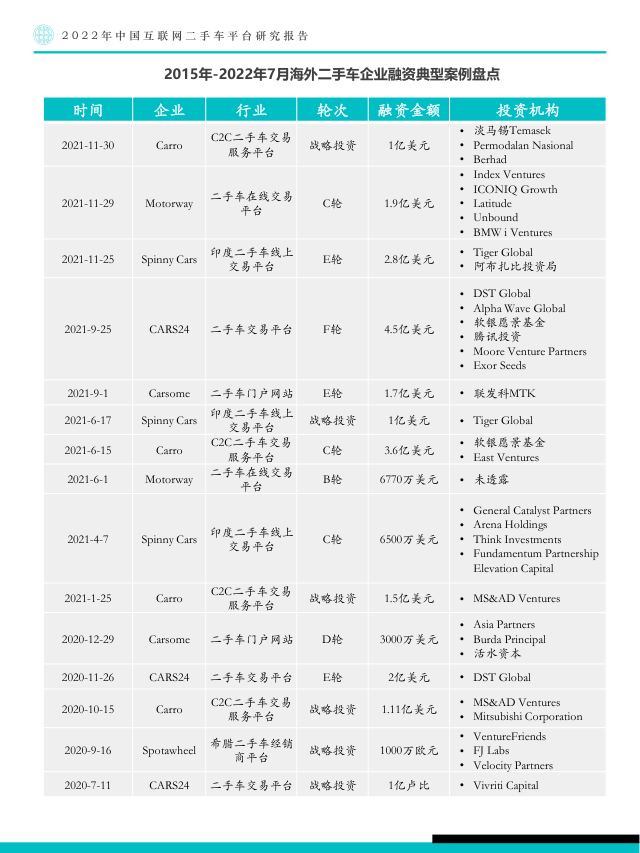 2022年中国互联网二手车平台研究报告
2015年-2022年7月海外二手车企业融资典型案例盘点
时间 企业 行业 轮次 融资金额 投资机构
2021-11-30 Carro C2C二手车交易 战略投资 1亿美元 • 淡马锡Temasek
服务平台 • Permodalan Nasional
• Berhad
2021-11-29 Motorway 二手车在线交易 C轮 1.9亿美元 • Index Ventures
平台 • ICONIQ Growth
• Latitude
• Unbound
• BMW i Ventures
2021-11-25 Spinny Cars 印度二手车线上 E轮 2.8亿美元 • Tiger Global
交易平台 • 阿布扎比投资局
2021-9-25 CARS24 二手车交易平台 F轮 4.5亿美元 • DST Global
• Alpha Wave Global
• 软银愿景基金
• 腾讯投资
• Moore Venture Partners
• Exor Seeds
2021-9-1 Carsome 二手车门户网站 E轮 1.7亿美元 • 联发科MTK
2021-6-17 Spinny Cars 印度二手车线上 战略投资 1亿美元 • Tiger Global
交易平台
2021-6-15 Carro C2C二手车交易 C轮 3.6亿美元 • 软银愿景基金
服务平台 • East Ventures
2021-6-1 Motorway 二手车在线交易 B轮 6770万美元 • 未透露
平台
2021-4-7 Spinny Cars 印度二手车线上 C轮 6500万美元 • General Catalyst Partners
交易平台 • Arena Holdings
• Think Investments
• Fundamentum Partnership
Elevation Capital
2021-1-25 Carro C2C二手车交易 战略投资 1.5亿美元 • MS&AD Ventures
服务平台
2020-12-29 Carsome 二手车门户网站 D轮 3000万美元 • Asia Partners
• Burda Principal
• 活水资本
2020-11-26 CARS24 二手车交易平台 E轮 2亿美元 • DST Global
2020-10-15 Carro C2C二手车交易 战略投资 1.11亿美元 • MS&AD Ventures
服务平台 • Mitsubishi Corporation
2020-9-16 Spotawheel 希腊二手车经销 战略投资 1000万欧元 • VentureFriends
商平台 • FJ Labs
• Velocity Partners
2020-7-11 CARS24 二手车交易平台 战略投资 1亿卢比 • Vivriti Capital